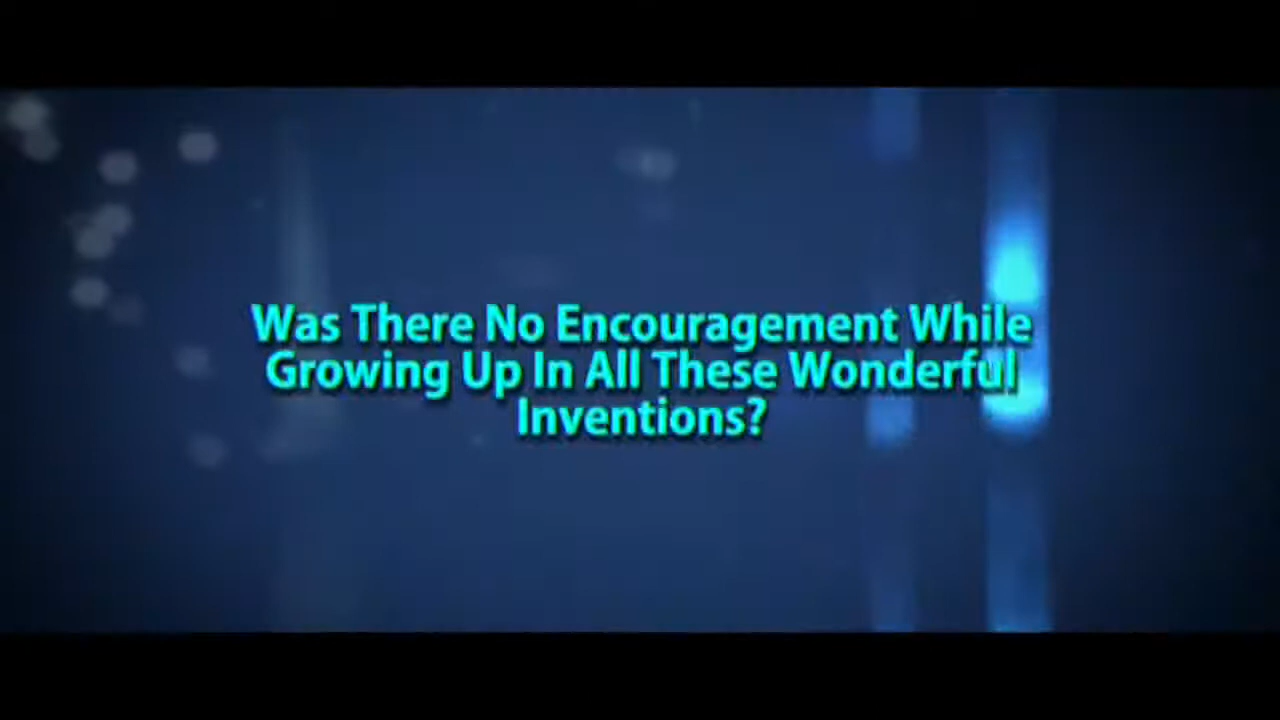 Was There No Encouragement While
Growing Up In All These Wonderful
Inventions?